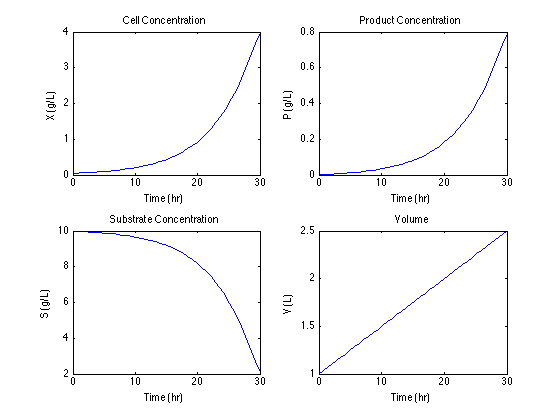 Cell Concentration
4
3
2
1
0
X (g/L)
0 10 20 30
Time (hr)
Product Concentration
0.8
0.6
0.4
0.2
0
P (g/L)
0 10 20 30
Time (hr)
Substrate Concentration
10
8
6
4
2
S (g/L)
0 10 20 30
Time (hr)
Volume
2.5
2
1.5
1
V (L)
0 10 20 30
Time (hr)